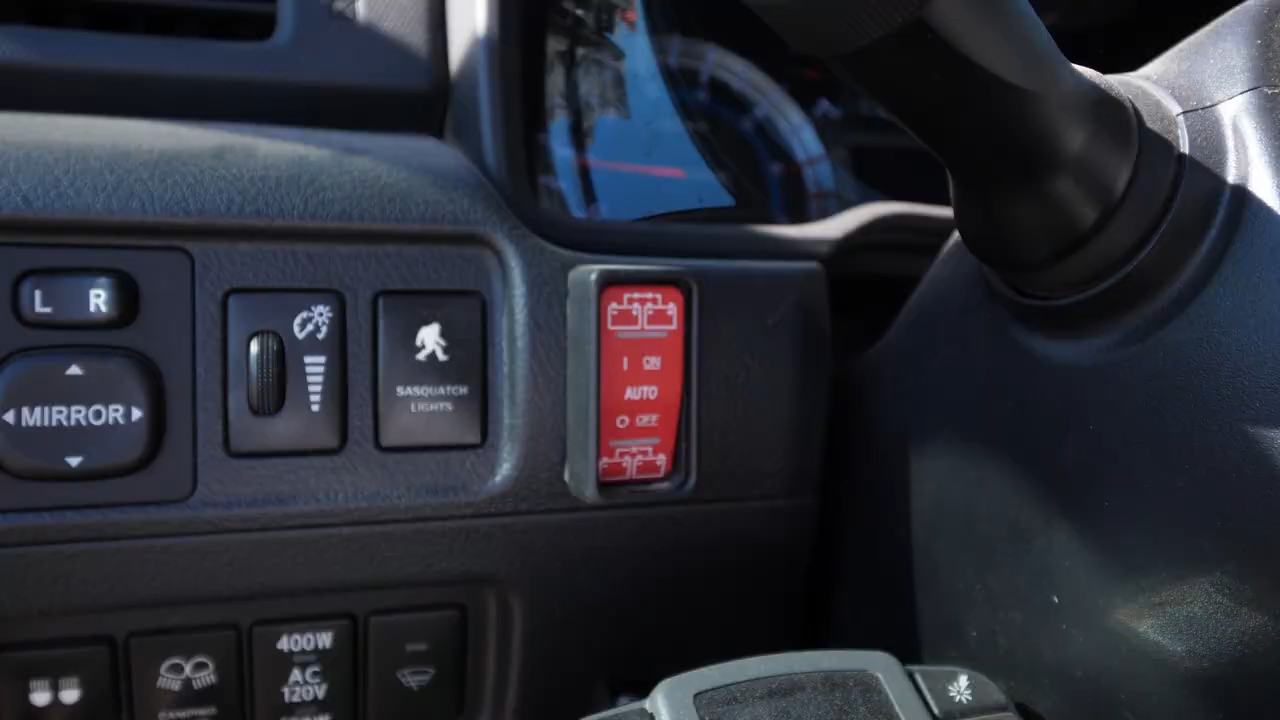 L R
MIRROR
SASQUATCH
LIGHTS
I ON
AUTO
O OFF
400W
AC
120V